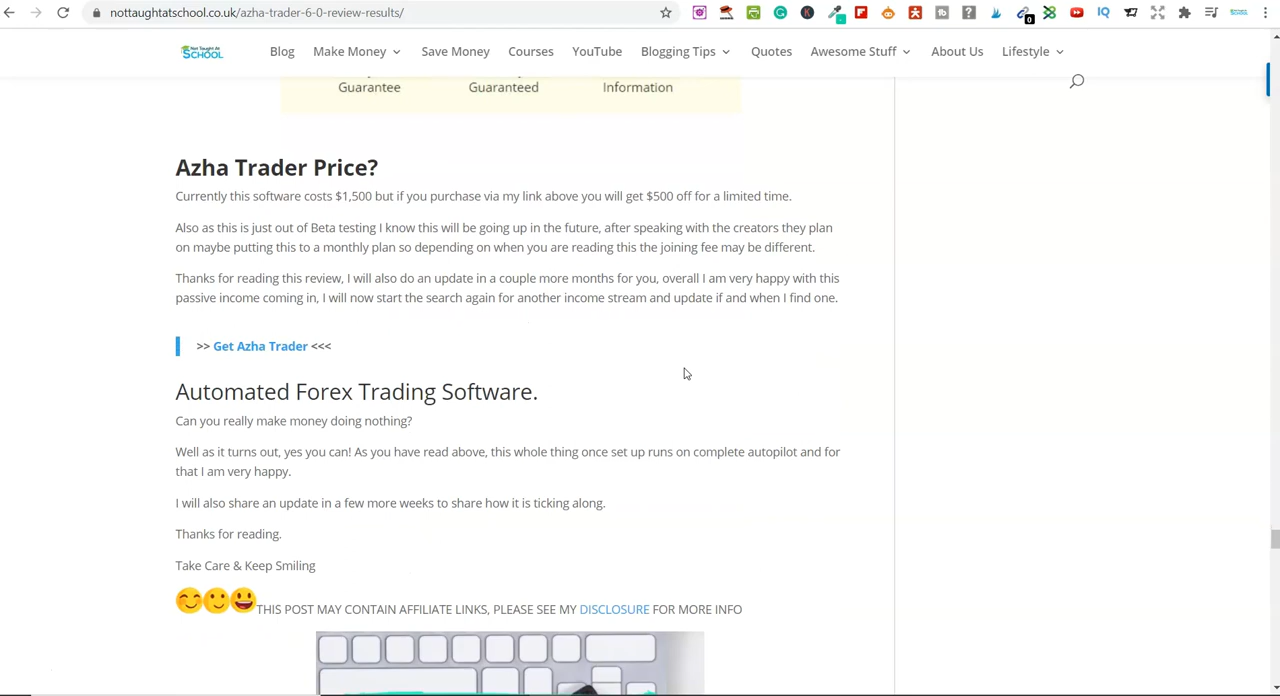 nottaughtatschool.co.uk/azha-trader-6-0-review-results/
Not Taught At
SCHOOL
Blog
Make Money
Save Money
Courses
YouTube
Blogging Tips
Quotes
Awesome Stuff
About Us
Lifestyle
Guarantee
Guaranteed
Information
Azha Trader Price?
Currently this software costs $1,500 but if you purchase via my link above you will get $500 off for a limited time.
Also as this is just out of Beta testing I know this will be going up in the future, after speaking with the creators they plan
on maybe putting this to a monthly plan so depending on when you are reading this the joining fee may be different.
Thanks for reading this review, I will also do an update in a couple more months for you, overall I am very happy with this
passive income coming in, I will now start the search again for another income stream and update if and when I find one.
>> Get Azha Trader <<<
Automated Forex Trading Software.
Can you really make money doing nothing?
Well as it turns out, yes you can! As you have read above, this whole thing once set up runs on complete autopilot and for
that I am very happy.
I will also share an update in a few more weeks to share how it is ticking along.
Thanks for reading.
Take Care & Keep Smiling
THIS POST MAY CONTAIN AFFILIATE LINKS, PLEASE SEE MY DISCLOSURE FOR MORE INFO